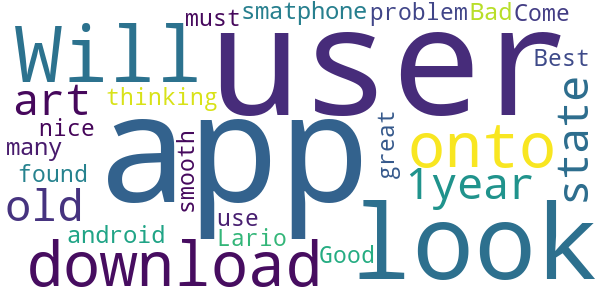 must smatphone problem Bad Come
Will user Best
art thinking state
nice app onto
many smooth great 1year
found
old use
android Lario Good look
download